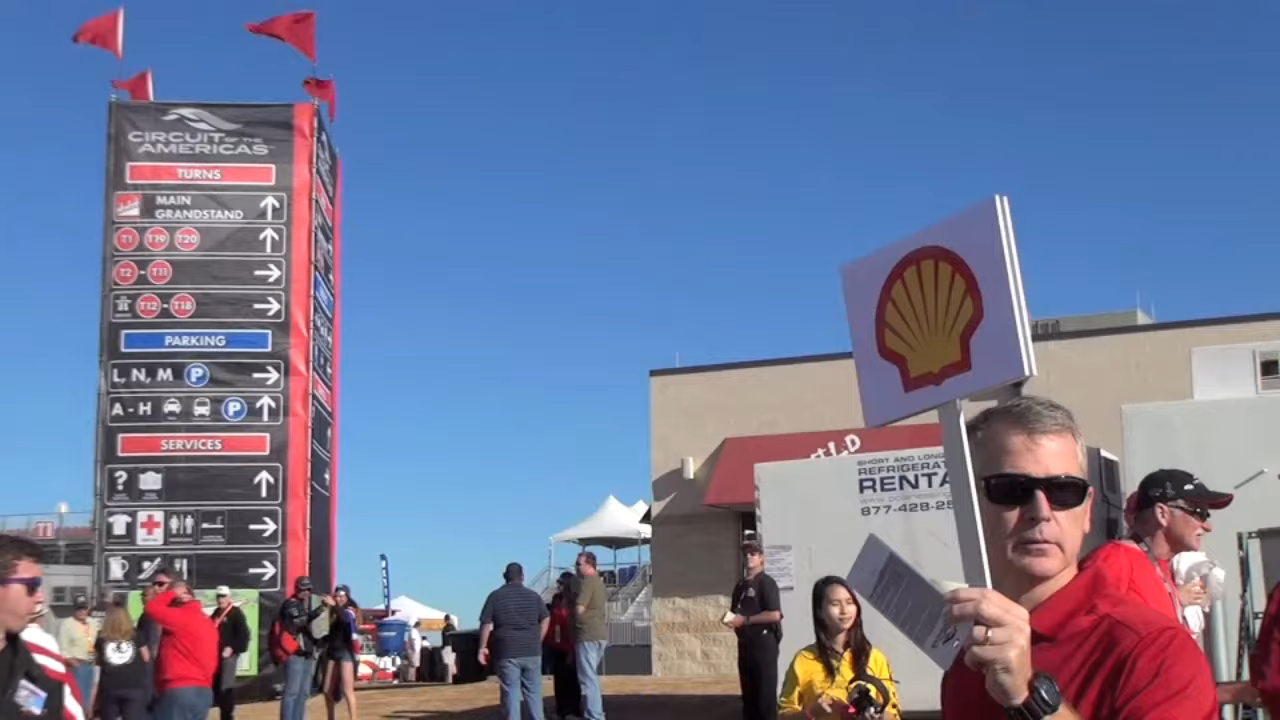 CIRCUIT OF THE
AMERICAS
TURNS
MAIN
GRANDSTAND
T1 T19 T20
T2 - T11
T12 - T18
PARKING
L, N, M P
A - H P
SERVICES
?
SHORT AND LONG
REFRIGERAT
RENTA
877-428-2